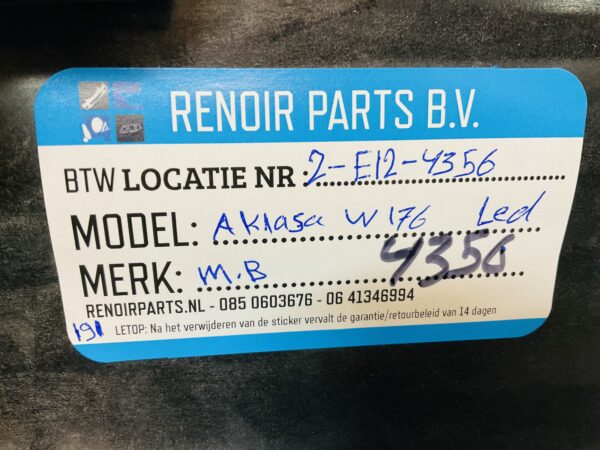 RENOIR PARTS B.V.
BTW LOCATIE NR: 2-E12-4356
MODEL: A Klasa W176 Led
4356
MERK: M.B
RENOIRPARTS.NL - 085 0603676 - 06 41346994
191 LETOP: Na het verwijderen van de sticker vervalt de garantie/retourbeleid van 14 dagen